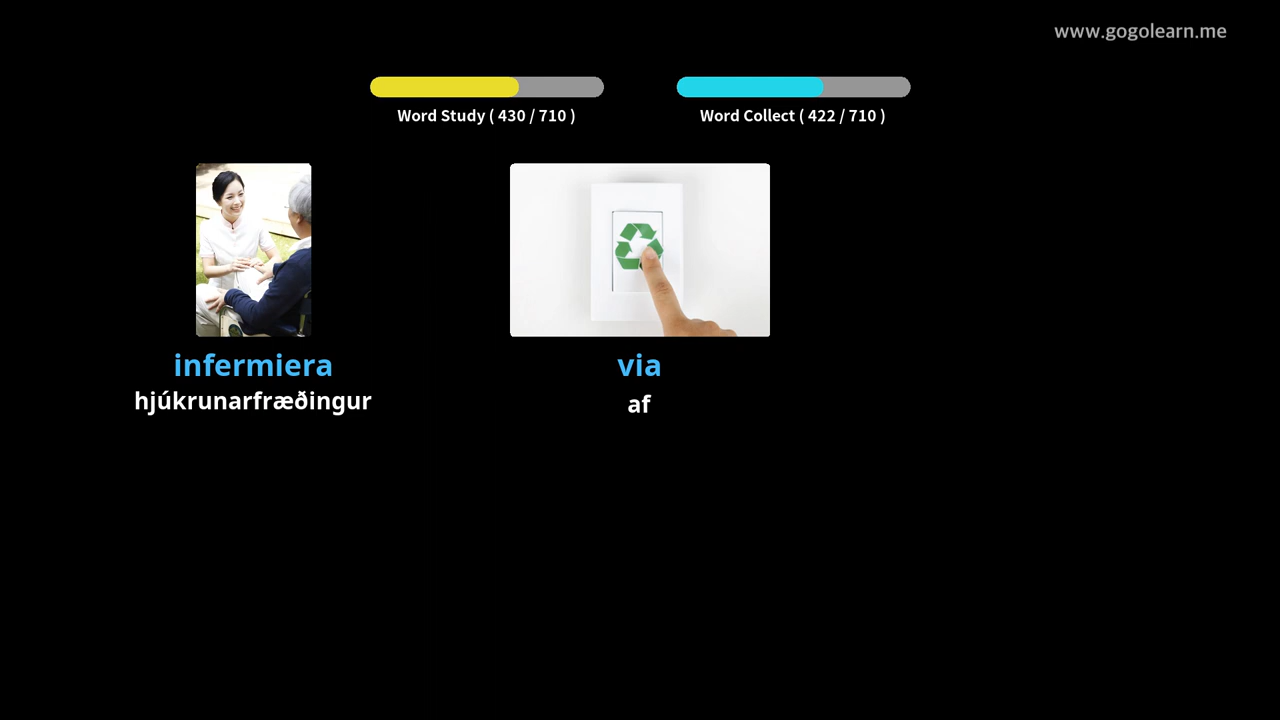 www.gogolearn.me
Word Study ( 430 / 710 )
Word Collect ( 422 / 710 )
infermiera
hjúkrunarfræðingur
via
af